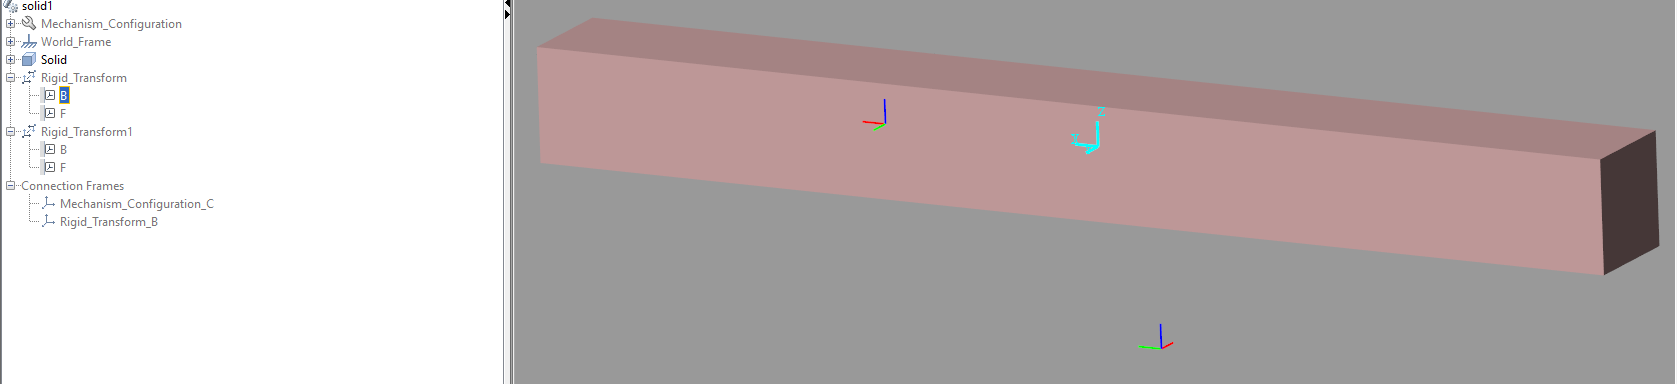 solid1
Mechanism_Configuration
World_Frame
Solid
Rigid_Transform
B
F
Rigid_Transform1
B
F
Connection Frames
Mechanism_Configuration_C
Rigid_Transform_B
Z